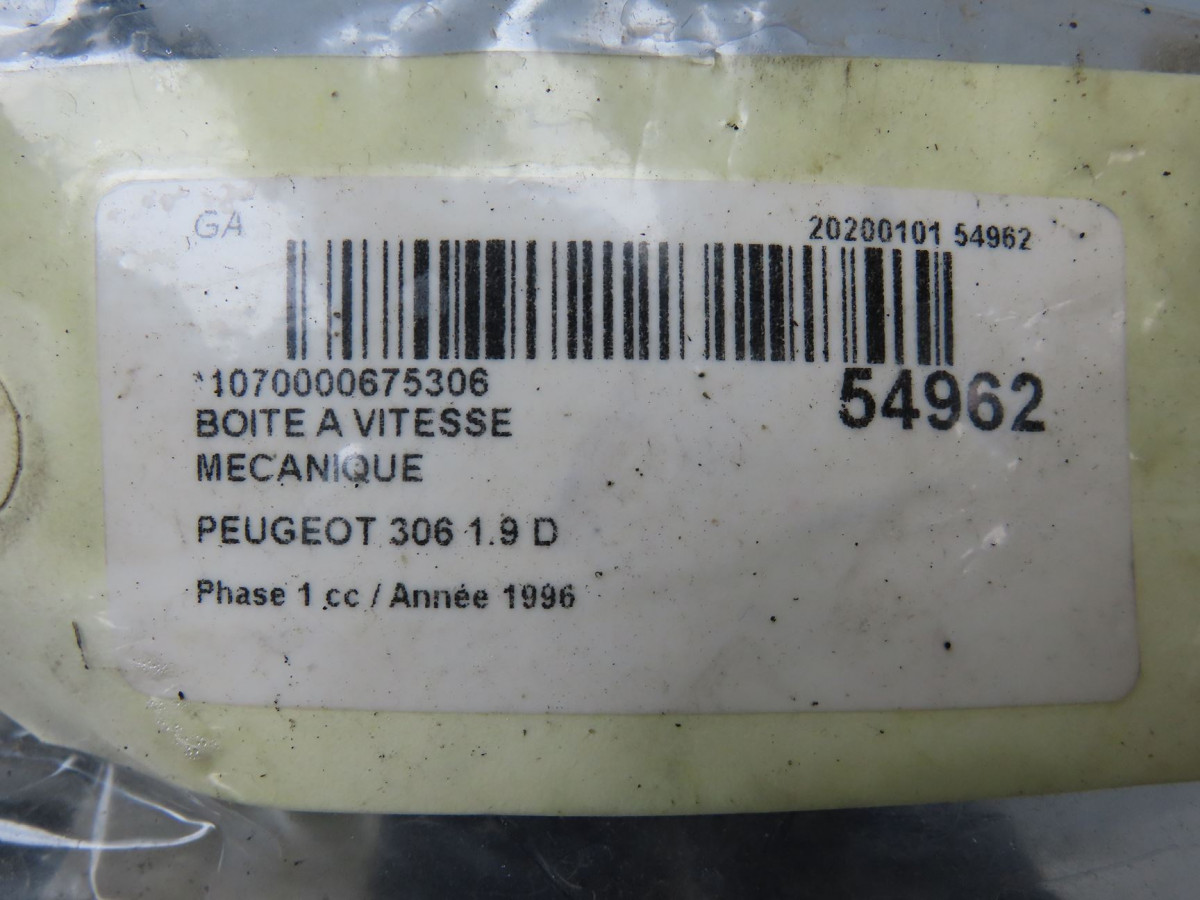 GA
20200101 54962
*1070000675306
54962
BOITE A VITESSE
MECANIQUE
PEUGEOT 306 1.9 D
Phase 1 cc / Année 1996